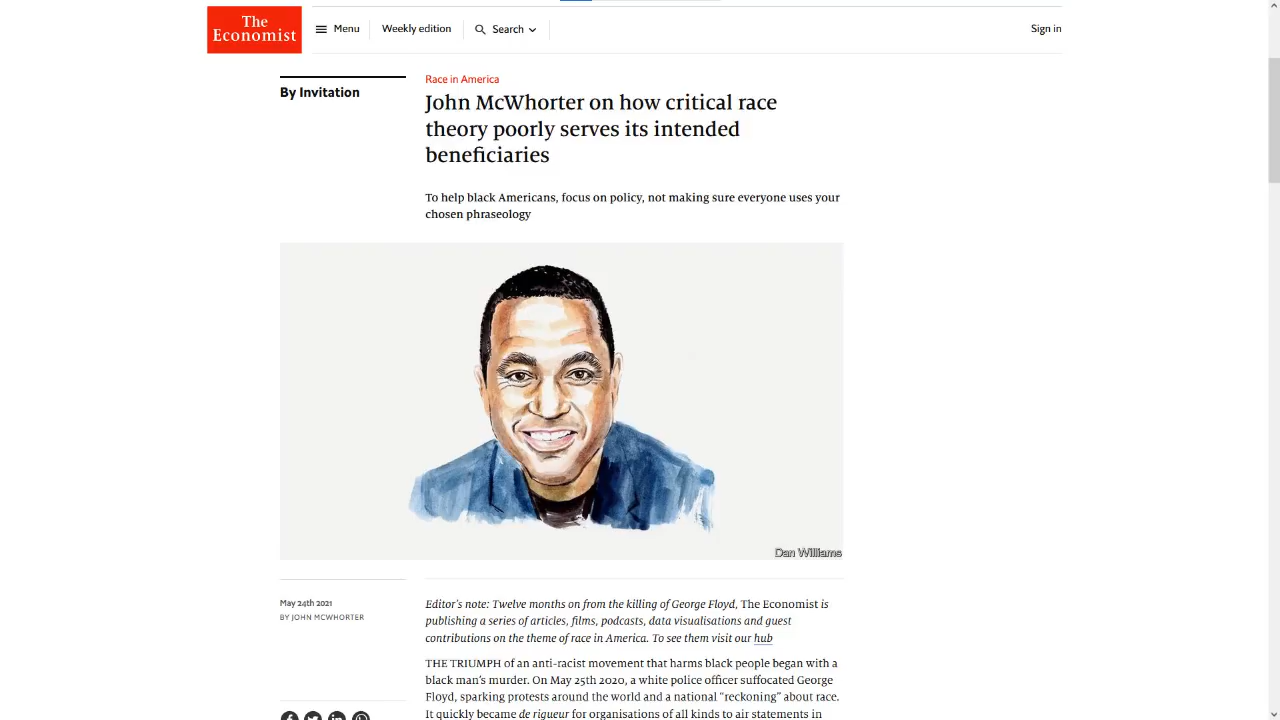 The
Economist
Menu
Weekly edition
Search
Sign in
By Invitation
Race in America
John McWhorter on how critical race
theory poorly serves its intended
beneficiaries
To help black Americans, focus on policy, not making sure everyone uses your
chosen phraseology
Dan Williams
May 24th 2021
BY JOHN MCWHORTER
Editor's note: Twelve months on from the killing of George Floyd, The Economist is
publishing a series of articles, films, podcasts, data visualisations and guest
contributions on the theme of race in America. To see them visit our hub
THE TRIUMPH of an anti-racist movement that harms black people began with a
black man's murder. On May 25th 2020, a white police officer suffocated George
Floyd, sparking protests around the world and a national “reckoning” about race.
It quickly became de rigueur for organisations of all kinds to air statements in